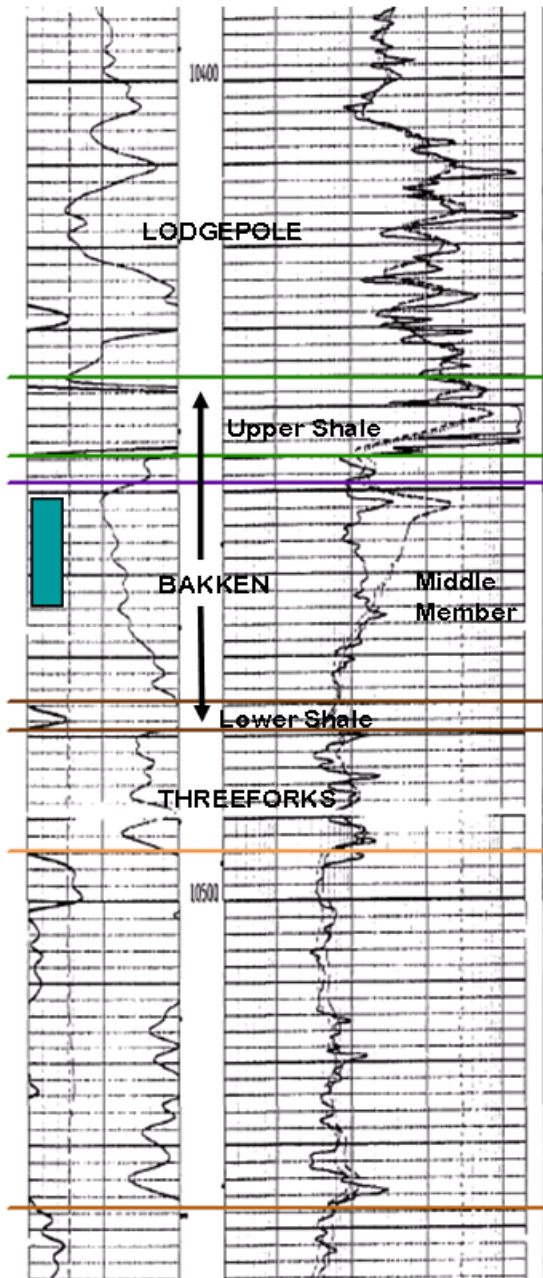 10400
LODGEPOLE
Upper Shale
BAKKEN
Middle
Member
Lower Shale
THREEFORKS
10500